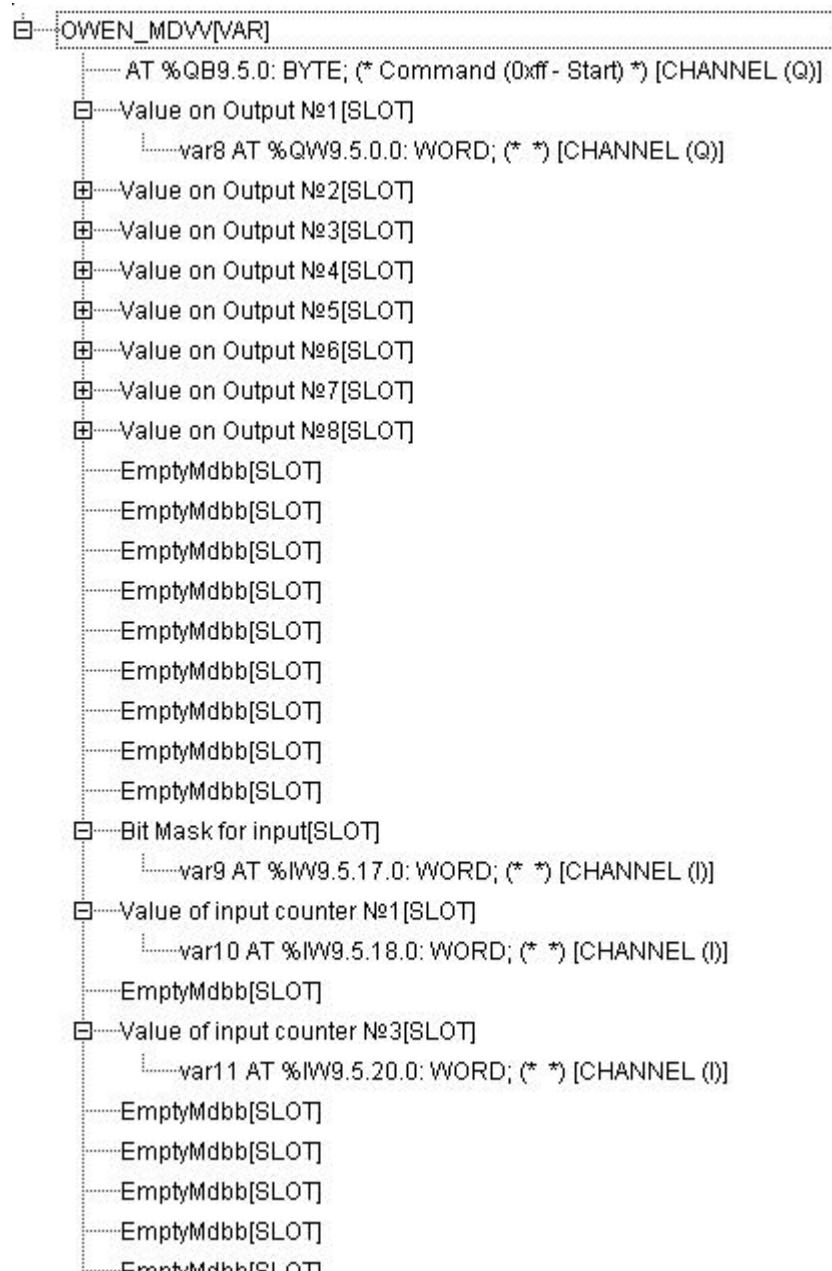 OWEN_MDVV[VAR]
AT %QB9.5.0: BYTE; (* Command (0xff - Start) *) [CHANNEL (Q)]
Value on Output №1[SLOT]
var8 AT %QW9.5.0.0: WORD; (* *) [CHANNEL (Q)]
Value on Output №2[SLOT]
Value on Output №3[SLOT]
Value on Output №4[SLOT]
Value on Output №5[SLOT]
Value on Output №6[SLOT]
Value on Output №7[SLOT]
Value on Output №8[SLOT]
EmptyMdbb[SLOT]
EmptyMdbb[SLOT]
EmptyMdbb[SLOT]
EmptyMdbb[SLOT]
EmptyMdbb[SLOT]
EmptyMdbb[SLOT]
EmptyMdbb[SLOT]
EmptyMdbb[SLOT]
EmptyMdbb[SLOT]
Bit Mask for input[SLOT]
var9 AT %IW9.5.17.0: WORD; (* *) [CHANNEL (I)]
Value of input counter №1[SLOT]
var10 AT %IW9.5.18.0: WORD; (* *) [CHANNEL (I)]
EmptyMdbb[SLOT]
Value of input counter №3[SLOT]
var11 AT %IW9.5.20.0: WORD; (* *) [CHANNEL (I)]
EmptyMdbb[SLOT]
EmptyMdbb[SLOT]
EmptyMdbb[SLOT]
EmptyMdbb[SLOT]
EmptyMdbb[SLOT]